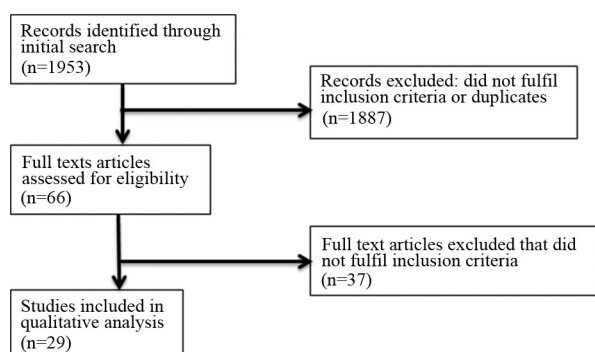 Records identified through
initial search
(n=1953)
Records excluded: did not fulfil
inclusion criteria or duplicates
(n=1887)
Full texts articles
assessed for eligibility
(n=66)
Full text articles excluded that did
not fulfil inclusion criteria
(n=37)
Studies included in
qualitative analysis
(n=29)